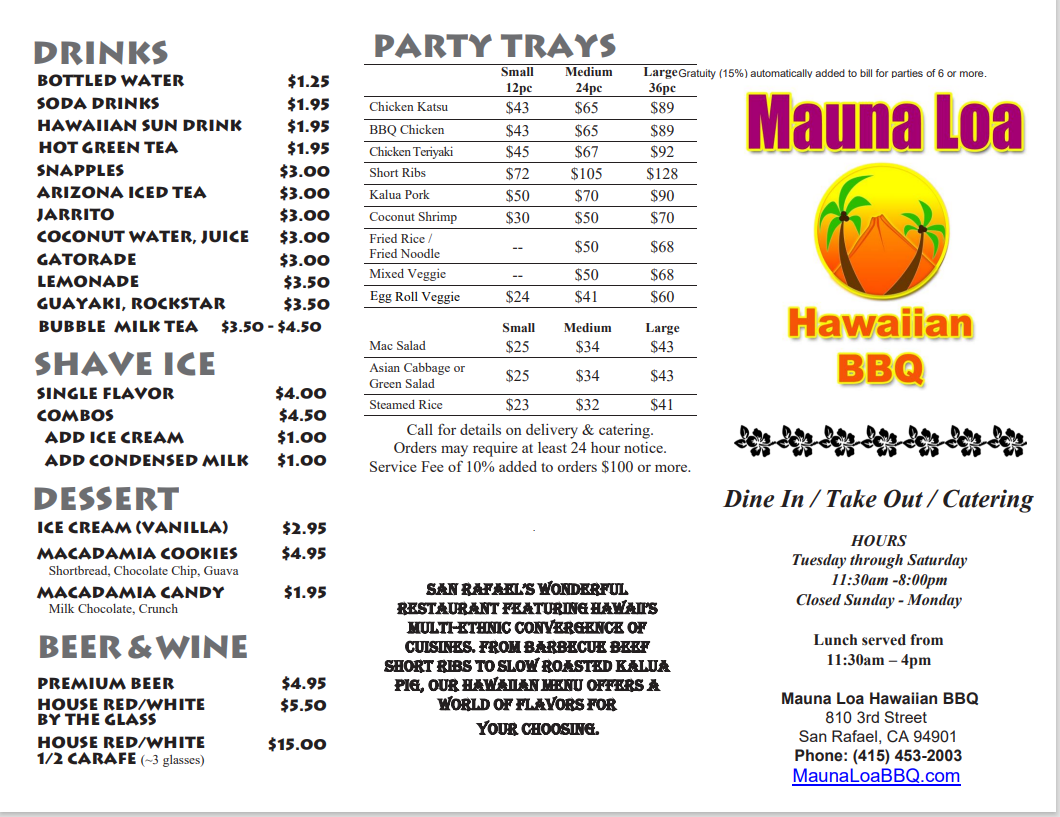 DRINKS
BOTTLED WATER $1.25
SODA DRINKS $1.95
HAWAIIAN SUN DRINK $1.95
HOT GREEN TEA $1.95
SNAPPLES $3.00
ARIZONA ICED TEA $3.00
JARRITO $3.00
COCONUT WATER, JUICE $3.00
GATORADE $3.00
LEMONADE $3.50
GUAYAKI, ROCKSTAR $3.50
BUBBLE MILK TEA $3.50 - $4.50
SHAVE ICE
SINGLE FLAVOR $4.00
COMBOS $4.50
ADD ICE CREAM $1.00
ADD CONDENSED MILK $1.00
DESSERT
ICE CREAM (VANILLA) $2.95
MACADAMIA COOKIES $4.95
Shortbread, Chocolate Chip, Guava
MACADAMIA CANDY $1.95
Milk Chocolate, Crunch
BEER & WINE
PREMIUM BEER $4.95
HOUSE RED/WHITE $5.50
BY THE GLASS
HOUSE RED/WHITE $15.00
1/2 CARAFE (~3 glasses)
PARTY TRAYS
Small Medium Large
12pc 24pc 36pc
Chicken Katsu $43 $65 $89
BBQ Chicken $43 $65 $89
Chicken Teriyaki $45 $67 $92
Short Ribs $72 $105 $128
Kalua Pork $50 $70 $90
Coconut Shrimp $30 $50 $70
Fried Rice /
Fried Noodle -- $50 $68
Mixed Veggie -- $50 $68
Egg Roll Veggie $24 $41 $60
Small Medium Large
Mac Salad $25 $34 $43
Asian Cabbage or
Green Salad $25 $34 $43
Steamed Rice $23 $32 $41
Call for details on delivery & catering.
Orders may require at least 24 hour notice.
Service Fee of 10% added to orders $100 or more.
SAN RAFAEL'S WONDERFUL
RESTAURANT FEATURING HAWAII'S
MULTI-ETHNIC CONVERGENCE OF
CUISINES. FROM BARBECUE BEEF
SHORT RIBS TO SLOW ROASTED KALUA
PIG, OUR HAWAIIAN MENU OFFERS A
WORLD OF FLAVORS FOR
YOUR CHOOSING.
Gratuity (15%) automatically added to bill for parties of 6 or more.
Mauna Loa
Hawaiian
BBQ
Dine In / Take Out / Catering
HOURS
Tuesday through Saturday
11:30am -8:00pm
Closed Sunday - Monday
Lunch served from
11:30am – 4pm
Mauna Loa Hawaiian BBQ
810 3rd Street
San Rafael, CA 94901
Phone: (415) 453-2003
MaunaLoaBBQ.com